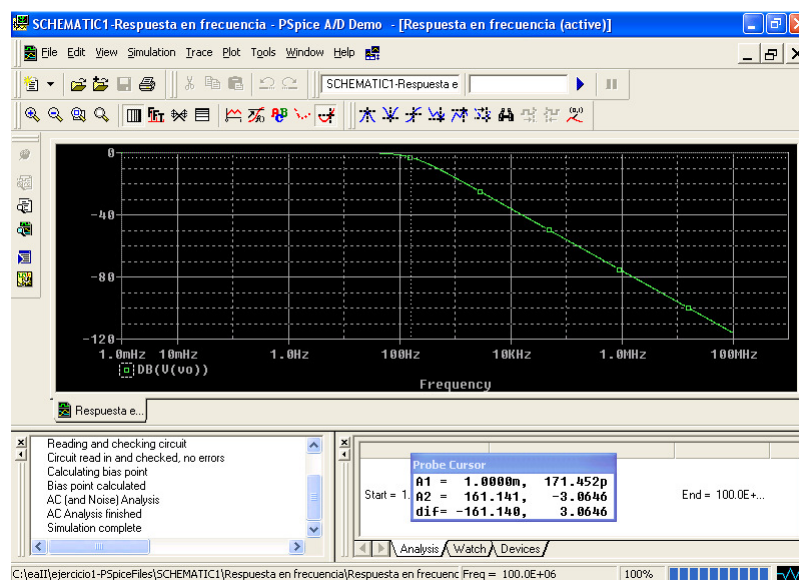 SCHEMATIC1-Respuesta en frecuencia - PSpice A/D Demo - [Respuesta en frecuencia (active)]
File Edit View Simulation Trace Plot Tools Window Help
SCHEMATIC1-Respuesta e
0
-40
-80
-120
1.0mHz 10mHz 1.0Hz 100Hz 10KHz 1.0MHz 100MHz
DB(V(vo))
Frequency
Respuesta e...
Reading and checking circuit
Circuit read in and checked, no errors
Calculating bias point
Bias point calculated
AC (and Noise) Analysis
AC Analysis finished
Simulation complete
Probe Cursor
A1 = 1.0000m, 171.452p
A2 = 161.141, -3.0646
dif= -161.140, 3.0646
Start = 1.
End = 100.0E+...
Analysis Watch Devices
C:\eaII\ejercicio1-PSpiceFiles\SCHEMATIC1\Respuesta en frecuencia\Respuesta en frecuenc Freq = 100.0E+06 100%